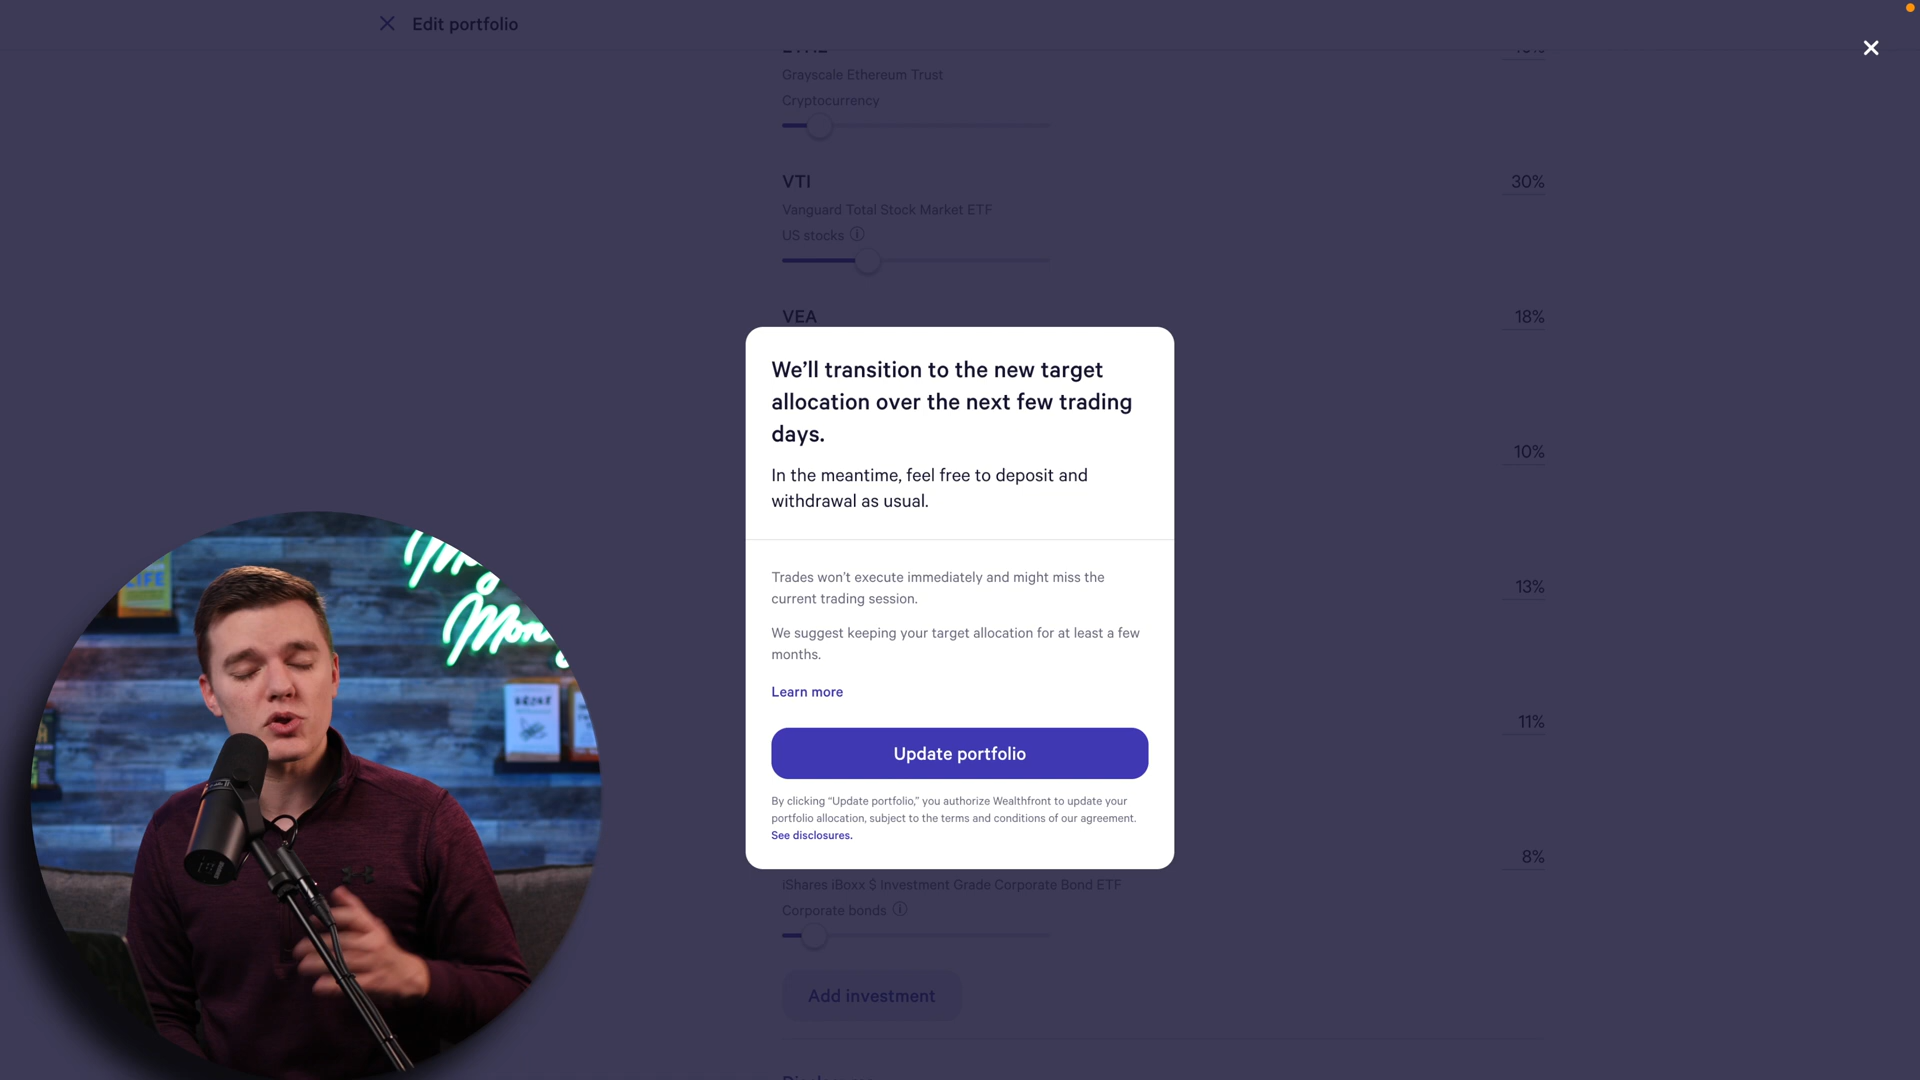 Edit portfolio
Grayscale Ethereum Trust
Cryptocurrency
VTI
30%
Vanguard Total Stock Market ETF
US stocks
VEA
18%
We’ll transition to the new target
allocation over the next few trading
days.
In the meantime, feel free to deposit and
withdrawal as usual.
10%
Trades won’t execute immediately and might miss the
current trading session.
13%
We suggest keeping your target allocation for at least a few
months.
Learn more
11%
Update portfolio
By clicking “Update portfolio,” you authorize Wealthfront to update your
portfolio allocation, subject to the terms and conditions of our agreement.
See disclosures.
8%
iShares iBoxx $ Investment Grade Corporate Bond ETF
Corporate bonds
Add investment
LIFE